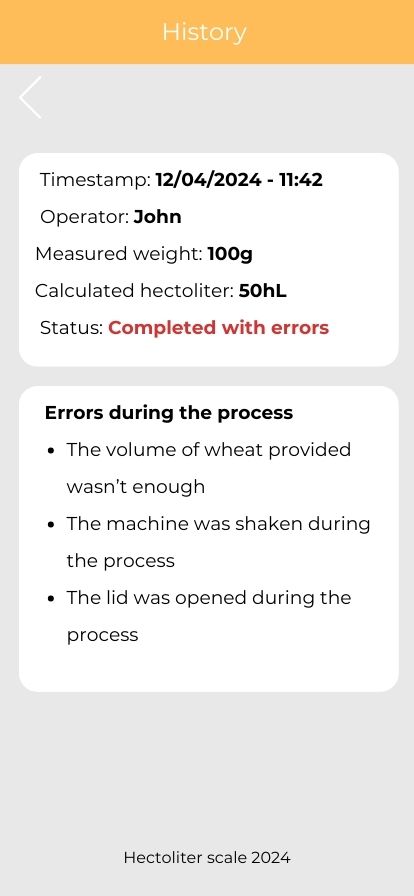 History
Timestamp: 12/04/2024 - 11:42
Operator: John
Measured weight: 100g
Calculated hectoliter: 50hL
Status: Completed with errors
Errors during the process
• The volume of wheat provided
wasn’t enough
• The machine was shaken during
the process
• The lid was opened during the
process
Hectoliter scale 2024